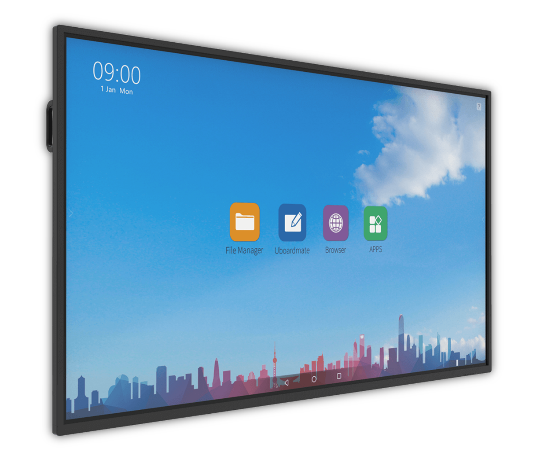 09:00
1 Jan Mon
File Manager
Uboardmate
Browser
APPS